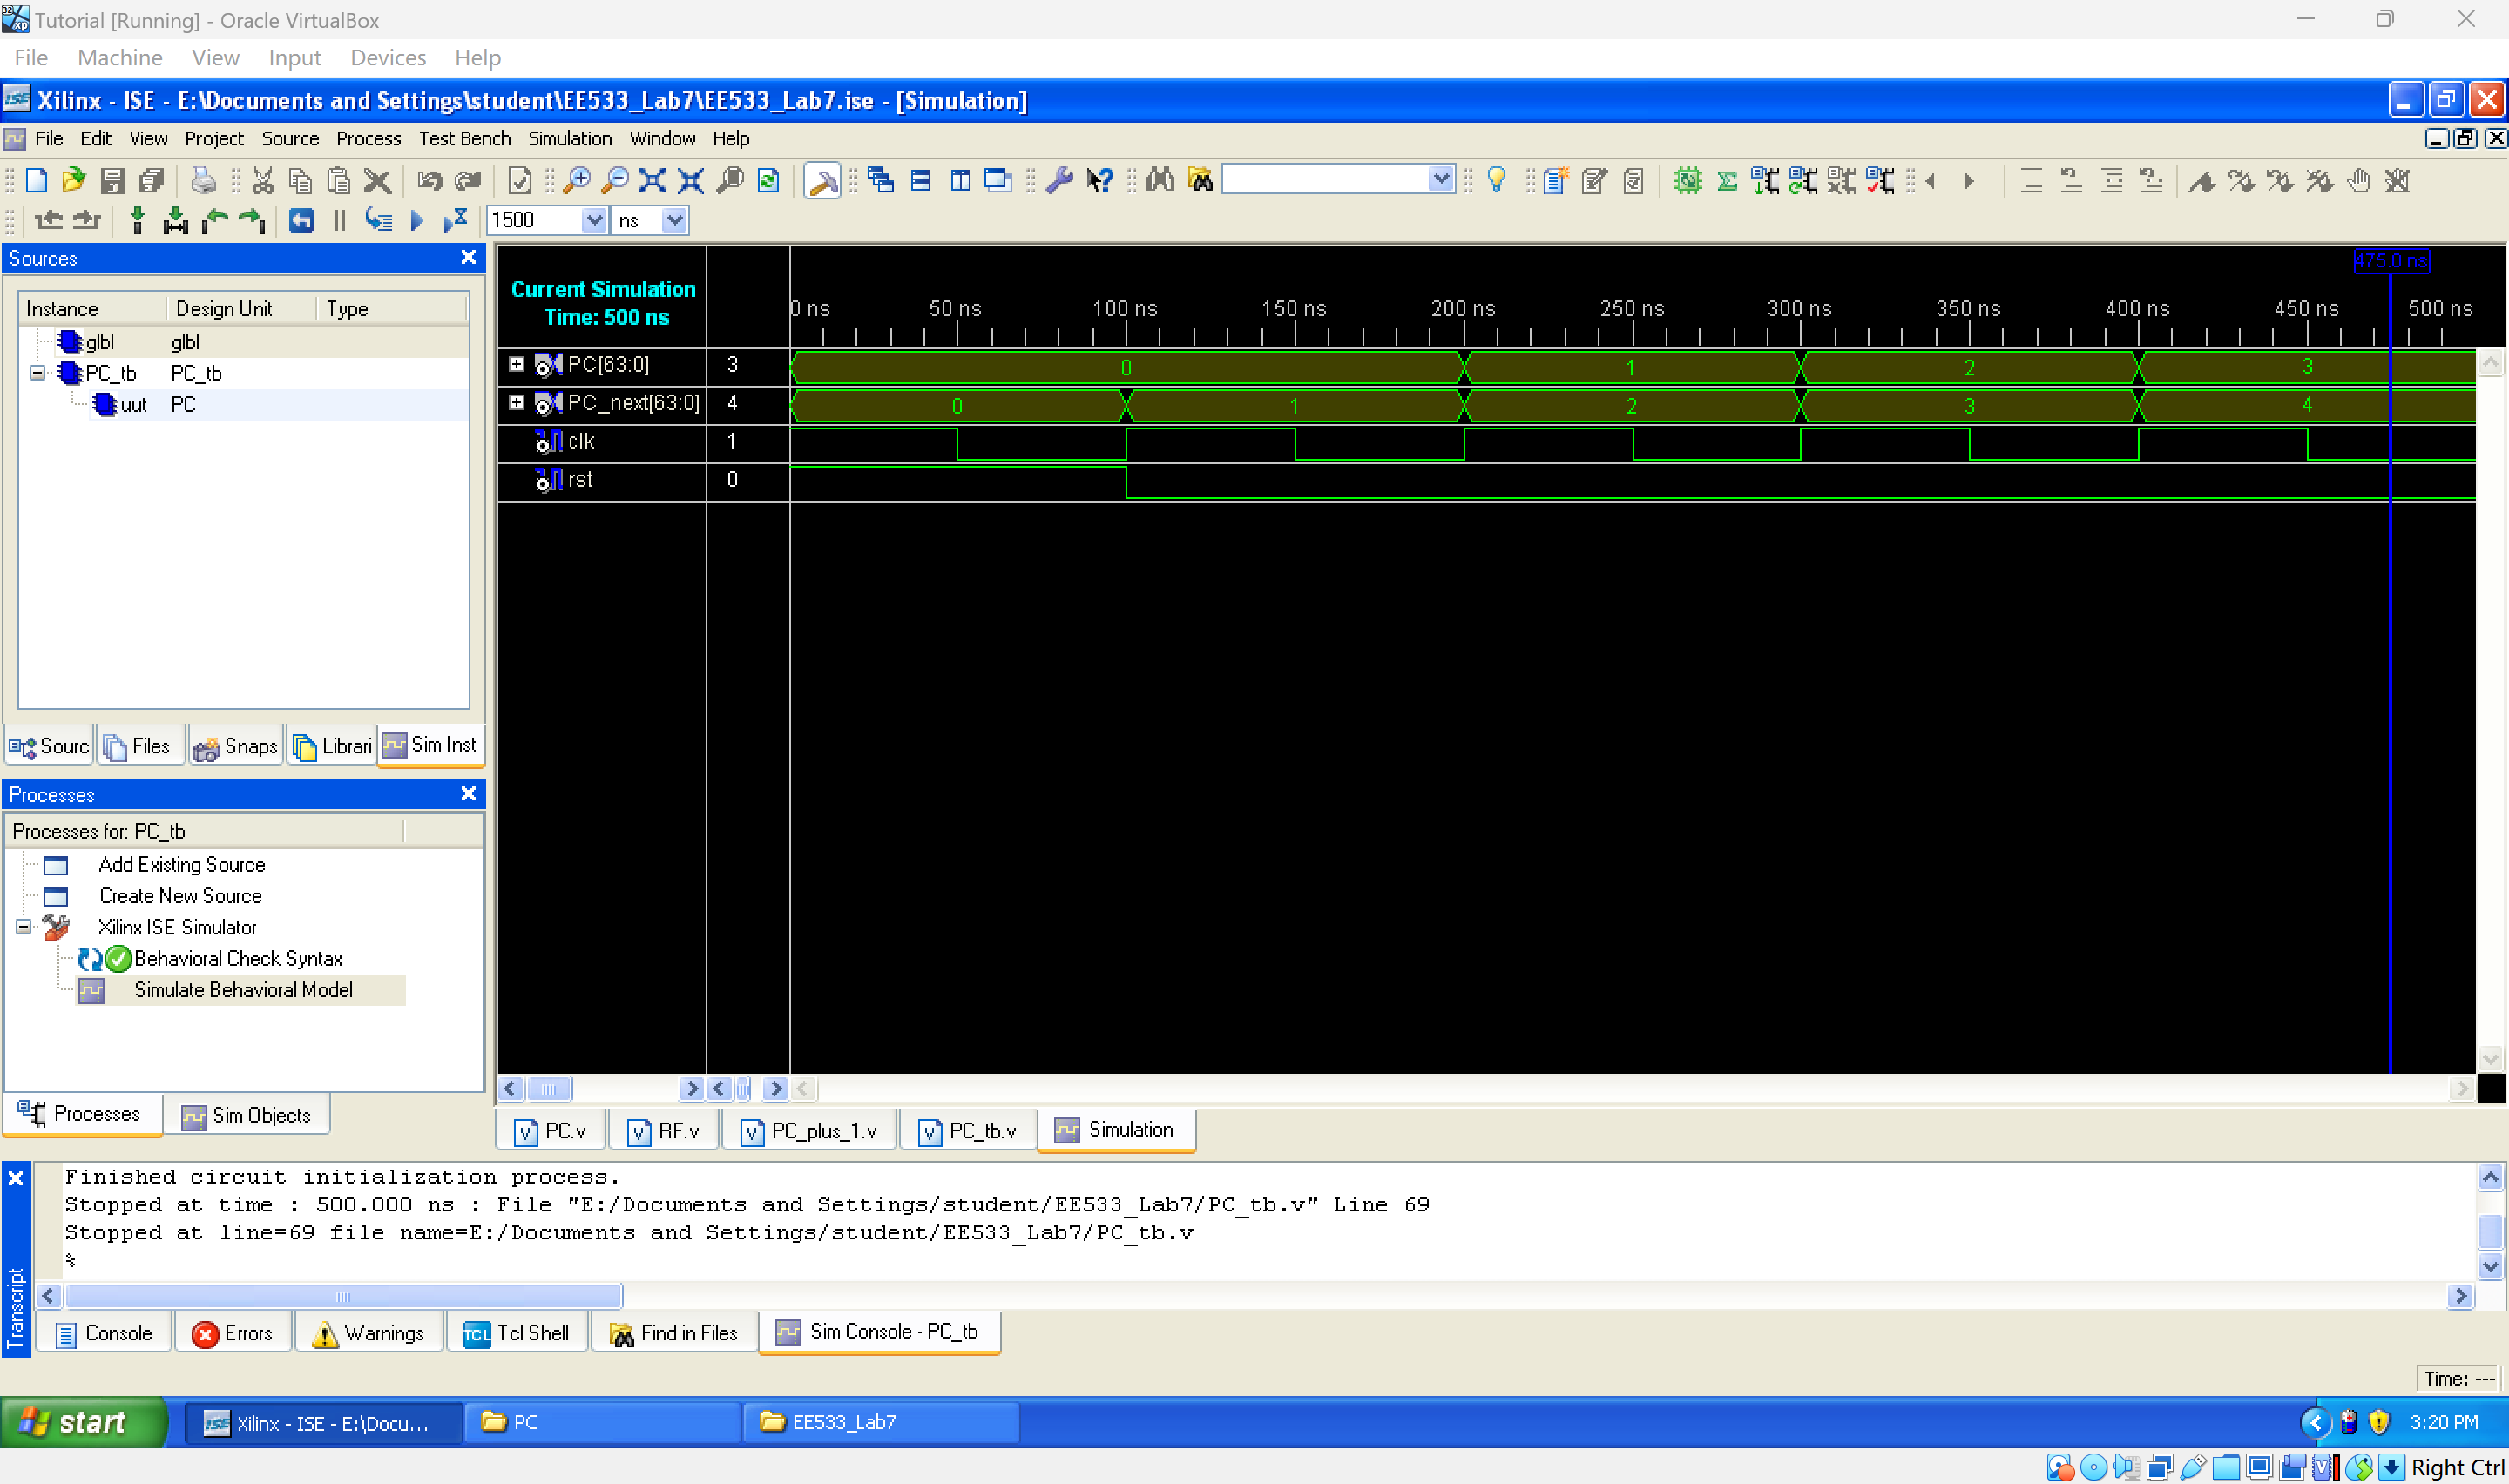 Tutorial [Running] - Oracle VirtualBox
File Machine View Input Devices Help
Xilinx - ISE - E:\Documents and Settings\student\EE533_Lab7\EE533_Lab7.ise - [Simulation]
File Edit View Project Source Process Test Bench Simulation Window Help
1500 ns
Sources
Instance Design Unit Type
glbl glbl
PC_tb PC_tb
uut PC
Sourc Files Snaps Librari Sim Inst
Processes
Processes for: PC_tb
Add Existing Source
Create New Source
Xilinx ISE Simulator
Behavioral Check Syntax
Simulate Behavioral Model
Processes Sim Objects
475.0 ns
Current Simulation
Time: 500 ns
0 ns 50 ns 100 ns 150 ns 200 ns 250 ns 300 ns 350 ns 400 ns 450 ns 500 ns
PC[63:0] 3 0 1 2 3
PC_next[63:0] 4 0 1 2 3 4
clk 1
rst 0
PC.v RF.v PC_plus_1.v PC_tb.v Simulation
Transcript
Finished circuit initialization process.
Stopped at time : 500.000 ns : File "E:/Documents and Settings/student/EE533_Lab7/PC_tb.v" Line 69
Stopped at line=69 file name=E:/Documents and Settings/student/EE533_Lab7/PC_tb.v
%
Console Errors Warnings TCL Tcl Shell Find in Files Sim Console - PC_tb
Time: ---
start ISE Xilinx - ISE - E:\Docu... PC EE533_Lab7 3:20 PM
Right Ctrl